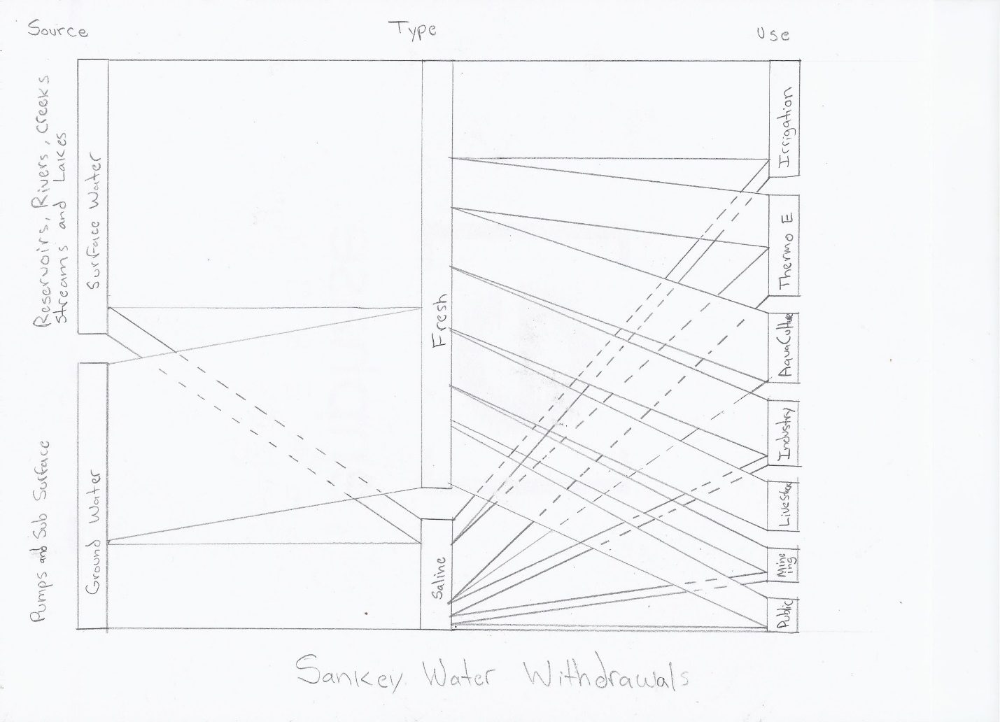 Source
Type
Use
Reservoirs, Rivers, Creeks
Streams and Lakes
Surface Water
Pumps and Sub Surface
Ground Water
Fresh
Saline
Irrigation
Thermo E
AquaCulture
Industry
Livestock
Mine
ing
Public
Sankey Water Withdrawals